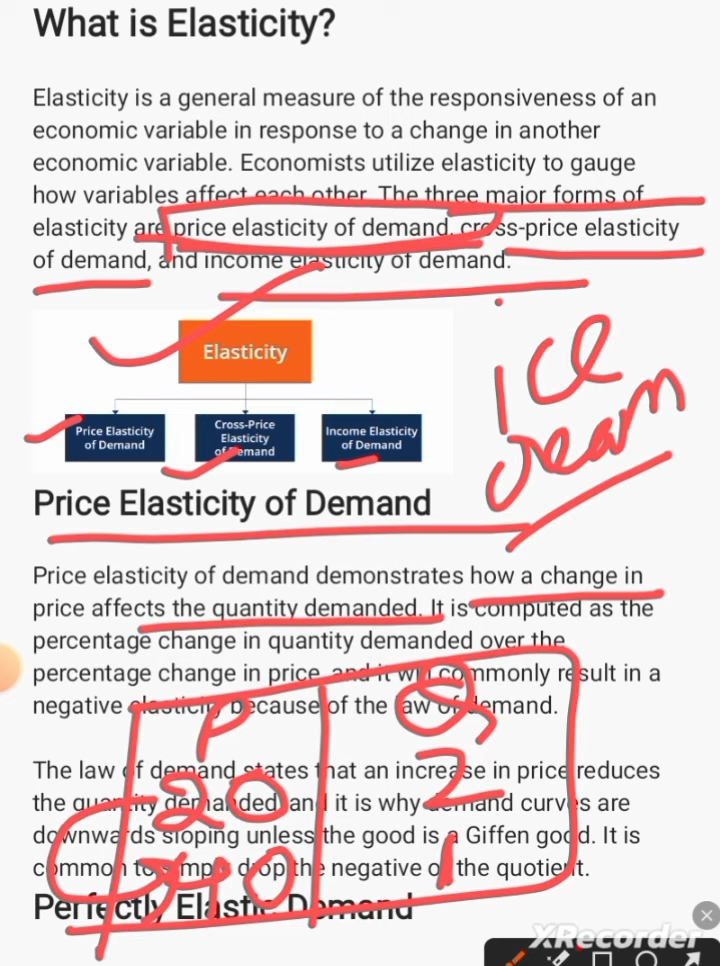 What is Elasticity?
Elasticity is a general measure of the responsiveness of an
economic variable in response to a change in another
economic variable. Economists utilize elasticity to gauge
how variables affect each other. The three major forms of
elasticity are price elasticity of demand, cross-price elasticity
of demand, and income elasticity of demand.
Elasticity
Price Elasticity
of Demand
Cross-Price
Elasticity
of Demand
Income Elasticity
of Demand
ice
cream
Price Elasticity of Demand
Price elasticity of demand demonstrates how a change in
price affects the quantity demanded. It is computed as the
percentage change in quantity demanded over the
percentage change in price, and it will commonly result in a
negative elasticity because of the law of demand.
P Q
The law of demand states that an increase in price reduces
20 2
the quantity demanded, and it is why demand curves are
downwards sloping unless the good is a Giffen good. It is
common to simply drop the negative of the quotient.
40 1
Perfectly Elastic Demand
XRecorder